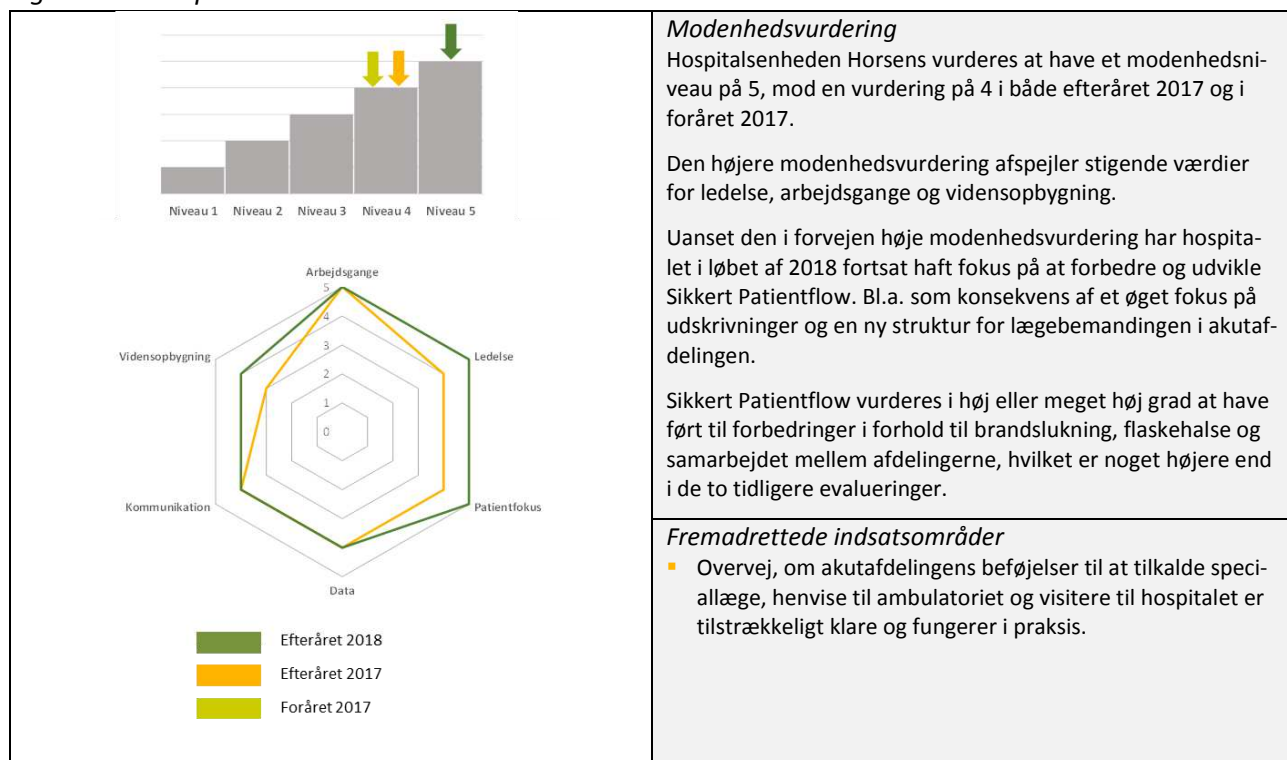 Niveau 1 Niveau 2 Niveau 3 Niveau 4 Niveau 5
Arbejdsgange
5
4
3
2
1
0
Vidensopbygning
Ledelse
Kommunikation
Patientfokus
Data
Efteråret 2018
Efteråret 2017
Foråret 2017
Modenhedsvurdering
Hospitalsenheden Horsens vurderes at have et modenhedsni-
veau på 5, mod en vurdering på 4 i både efteråret 2017 og i
foråret 2017.
Den højere modenhedsvurdering afspejler stigende værdier
for ledelse, arbejdsgange og vidensopbygning.
Uanset den i forvejen høje modenhedsvurdering har hospita-
let i løbet af 2018 fortsat haft fokus på at forbedre og udvikle
Sikkert Patientflow. Bl.a. som konsekvens af et øget fokus på
udskrivninger og en ny struktur for lægebemandingen i akutaf-
delingen.
Sikkert Patientflow vurderes i høj eller meget høj grad at have
ført til forbedringer i forhold til brandslukning, flaskehalse og
samarbejdet mellem afdelingerne, hvilket er noget højere end
i de to tidligere evalueringer.
Fremadrettede indsatsområder
▪ Overvej, om akutafdelingens beføjelser til at tilkalde speci-
allæge, henvise til ambulatoriet og visitere til hospitalet er
tilstrækkeligt klare og fungerer i praksis.